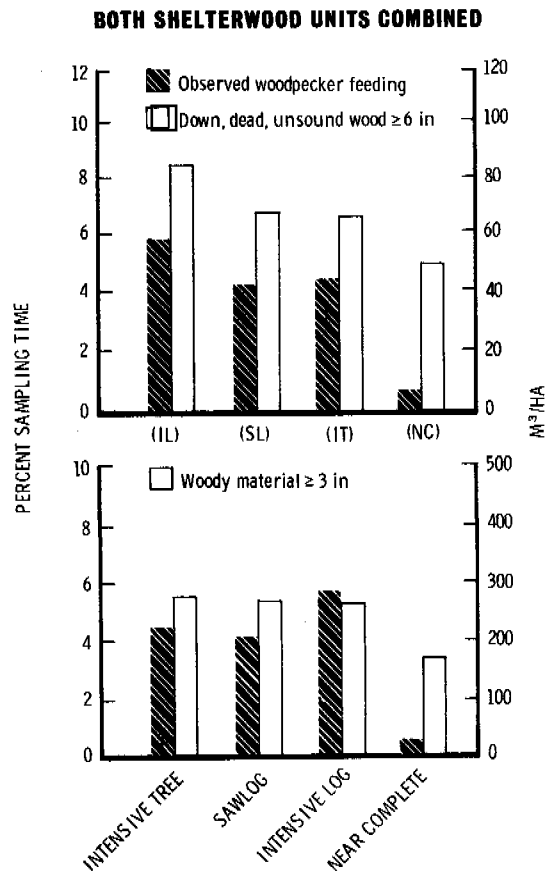 BOTH SHELTERWOOD UNITS COMBINED
Observed woodpecker feeding
Down, dead, unsound wood ≥ 6 in
12
10
8
6
4
2
0
120
100
80
60
40
20
0
(IL) (SL) (IT) (NC)
PERCENT SAMPLING TIME
M³/HA
Woody material ≥ 3 in
10
8
6
4
2
0
500
400
300
200
100
0
INTENSIVE TREE
SAWLOG
INTENSIVE LOG
NEAR COMPLETE